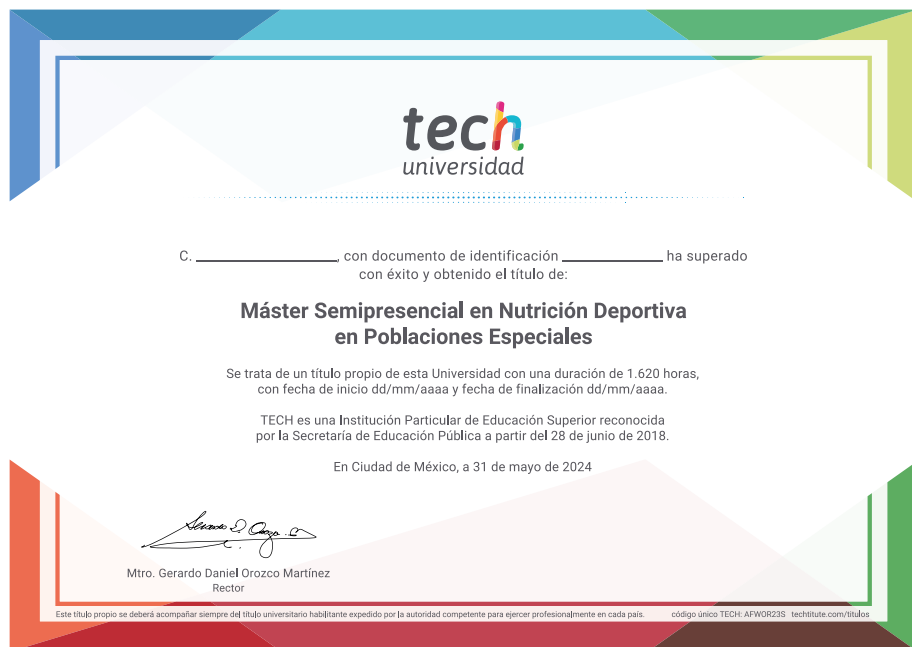 tech
universidad
C. ____________________, con documento de identificación ______________ ha superado
con éxito y obtenido el título de:
Máster Semipresencial en Nutrición Deportiva
en Poblaciones Especiales
Se trata de un título propio de esta Universidad con una duración de 1.620 horas,
con fecha de inicio dd/mm/aaaa y fecha de finalización dd/mm/aaaa.
TECH es una Institución Particular de Educación Superior reconocida
por la Secretaría de Educación Pública a partir del 28 de junio de 2018.
En Ciudad de México, a 31 de mayo de 2024
Mtro. Gerardo Daniel Orozco Martínez
Rector
Este título propio se deberá acompañar siempre del título universitario habilitante expedido por la autoridad competente para ejercer profesionalmente en cada país. código único TECH: AFWOR23S techtitute.com/titulos